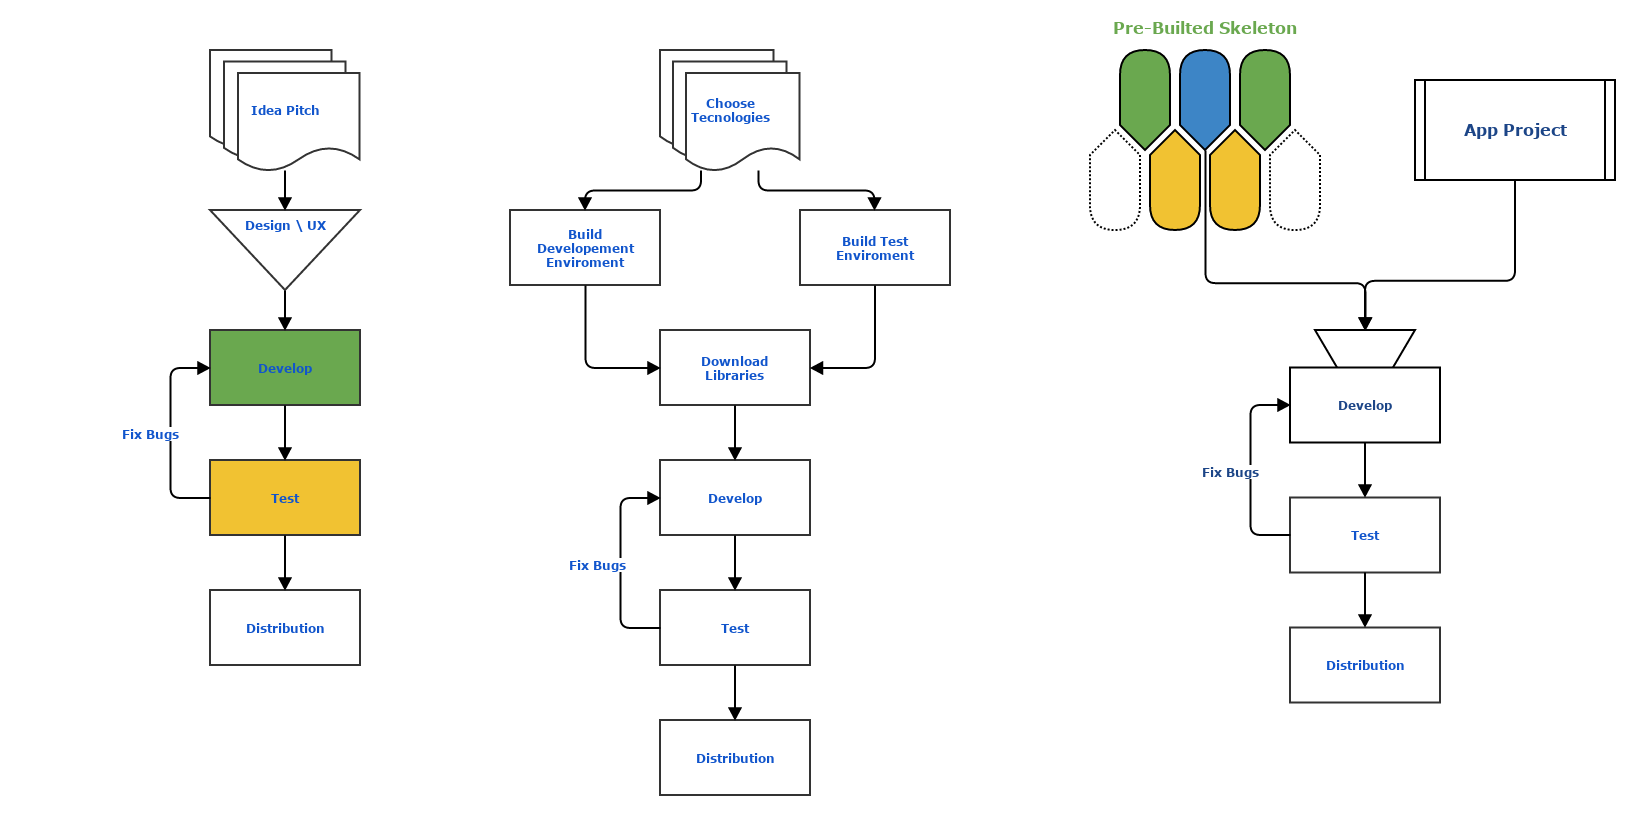 Idea Pitch
Design \ UX
Develop
Fix Bugs
Test
Distribution
Choose
Tecnologies
Build
Developement
Enviroment
Build Test
Enviroment
Download
Libraries
Develop
Fix Bugs
Test
Distribution
Pre-Builted Skeleton
App Project
Develop
Fix Bugs
Test
Distribution